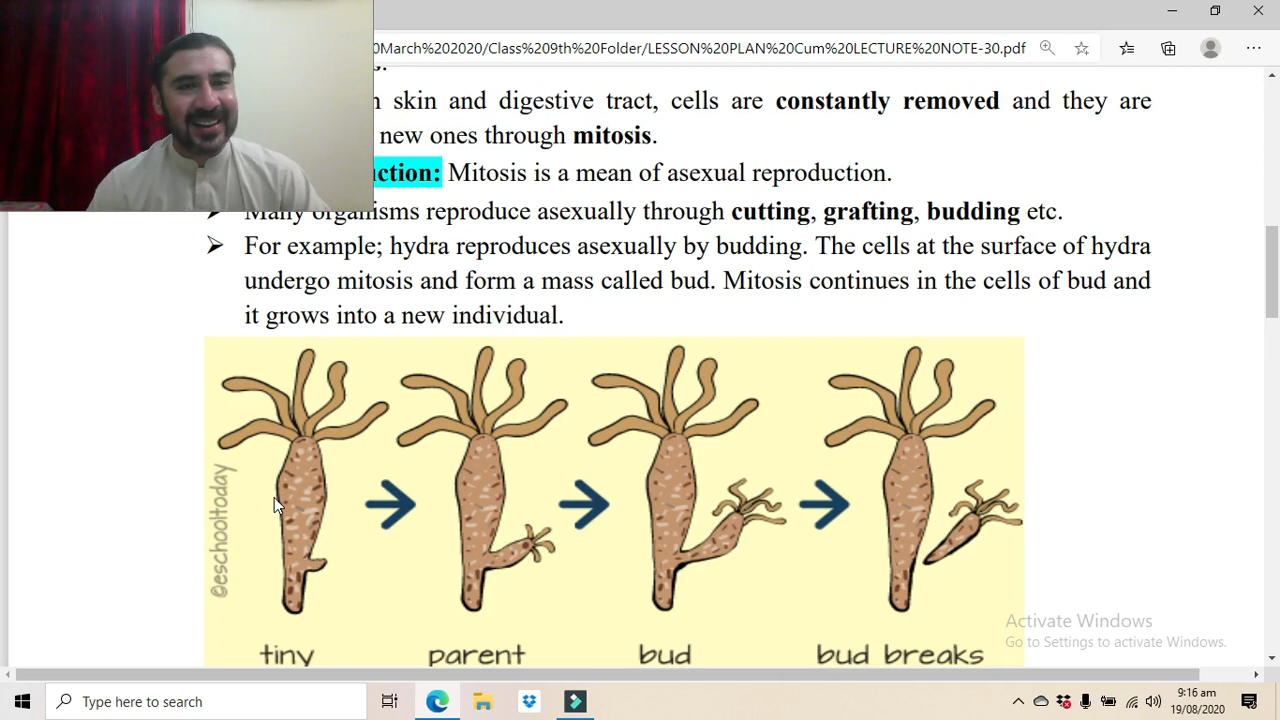 March%202020/Class%209th%20Folder/LESSON%20PLAN%20Cum%20LECTURE%20NOTE-30.pdf
skin and digestive tract, cells are constantly removed and they are
new ones through mitosis.
ction: Mitosis is a mean of asexual reproduction.
Many organisms reproduce asexually through cutting, grafting, budding etc.
➢ For example; hydra reproduces asexually by budding. The cells at the surface of hydra
undergo mitosis and form a mass called bud. Mitosis continues in the cells of bud and
it grows into a new individual.
@eschooltoday
tiny parent bud bud breaks
Activate Windows
Go to Settings to activate Windows.
Type here to search
9:16 am
19/08/2020